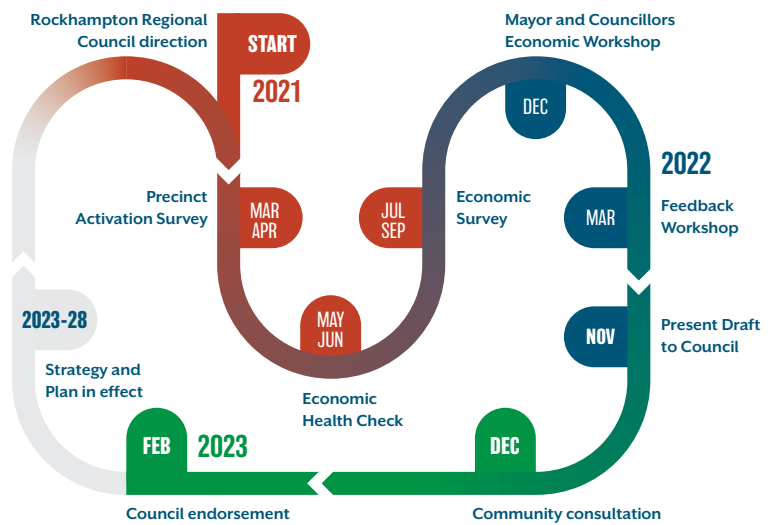 Rockhampton Regional
Council direction
START
2021
Precinct
Activation Survey
MAR
APR
MAY
JUN
Economic
Health Check
JUL
SEP
Economic
Survey
Mayor and Councillors
Economic Workshop
DEC
2022
MAR
Feedback
Workshop
NOV
Present Draft
to Council
DEC
Community consultation
FEB
2023
Council endorsement
2023-28
Strategy and
Plan in effect